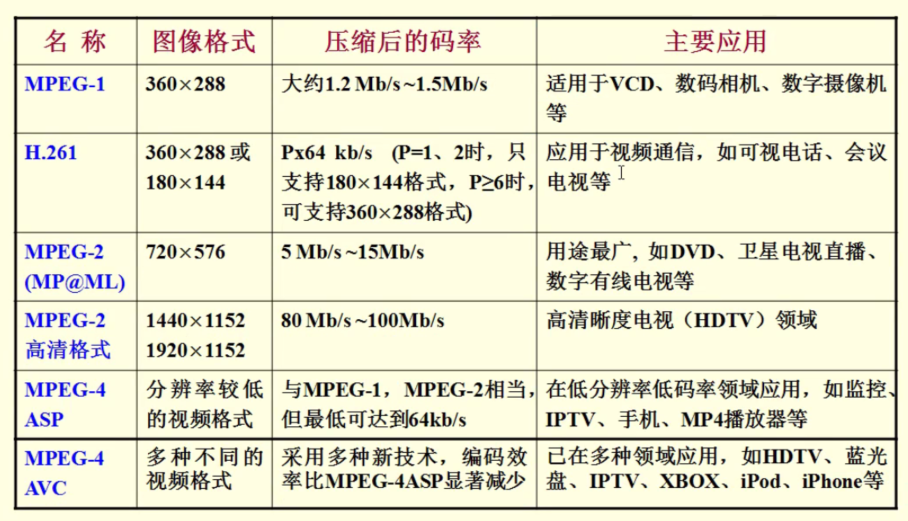 名 称 图像格式 压缩后的码率 主要应用
MPEG-1 360×288 大约1.2 Mb/s ~1.5Mb/s 适用于VCD、数码相机、数字摄像机
等
H.261 360×288 或 Px64 kb/s (P=1、2时，只 应用于视频通信，如可视电话、会议
180×144 支持180×144格式，P≥6时， 电视等
可支持360×288格式)
MPEG-2 720×576 5 Mb/s ~15Mb/s 用途最广, 如DVD、卫星电视直播、
(MP@ML) 数字有线电视等
MPEG-2 1440×1152 80 Mb/s ~100Mb/s 高清晰度电视（HDTV）领域
高清格式 1920×1152
MPEG-4 分辨率较低 与MPEG-1，MPEG-2相当， 在低分辨率低码率领域应用，如监控、
ASP 的视频格式 但最低可达到64kb/s IPTV、手机、MP4播放器等
MPEG-4 多种不同的 采用多种新技术，编码效 已在多种领域应用，如HDTV、蓝光
AVC 视频格式 率比MPEG-4ASP显著减少 盘、IPTV、XBOX、iPod、iPhone等